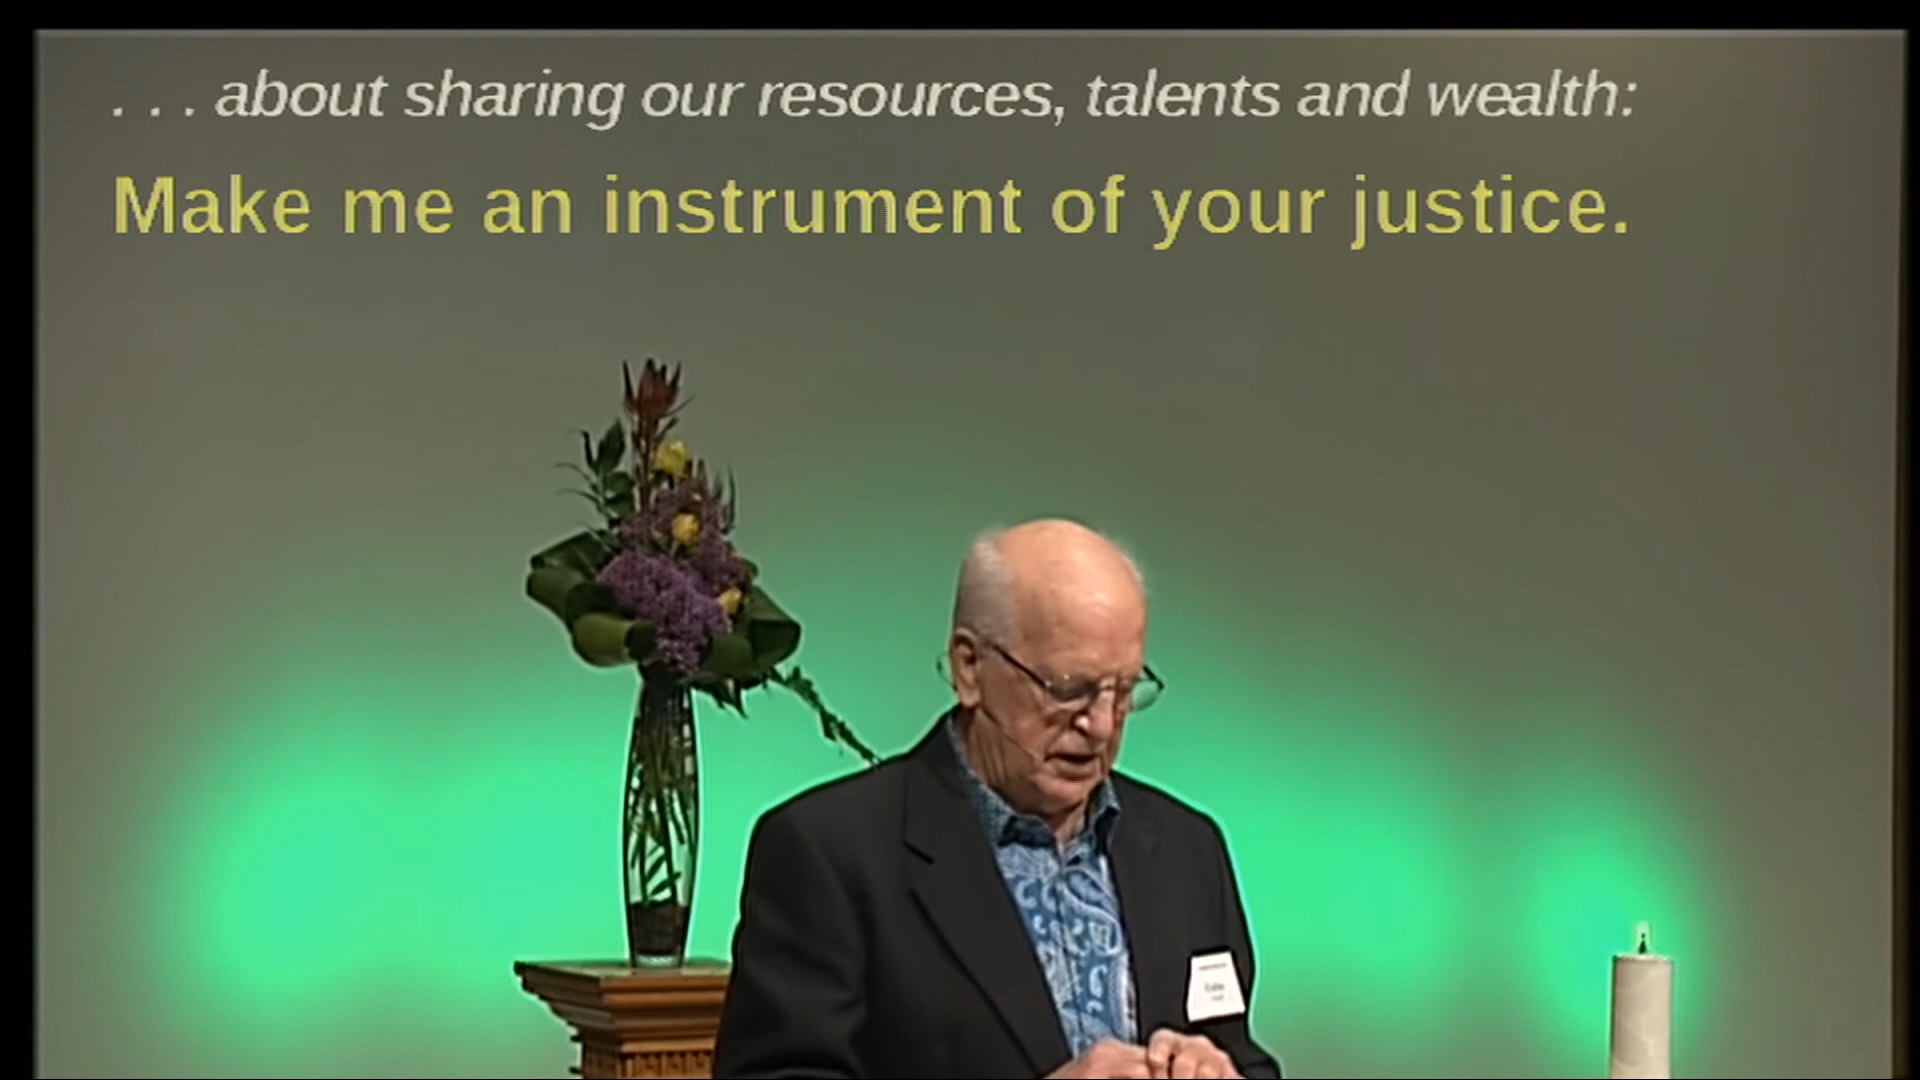 . . . about sharing our resources, talents and wealth:
Make me an instrument of your justice.